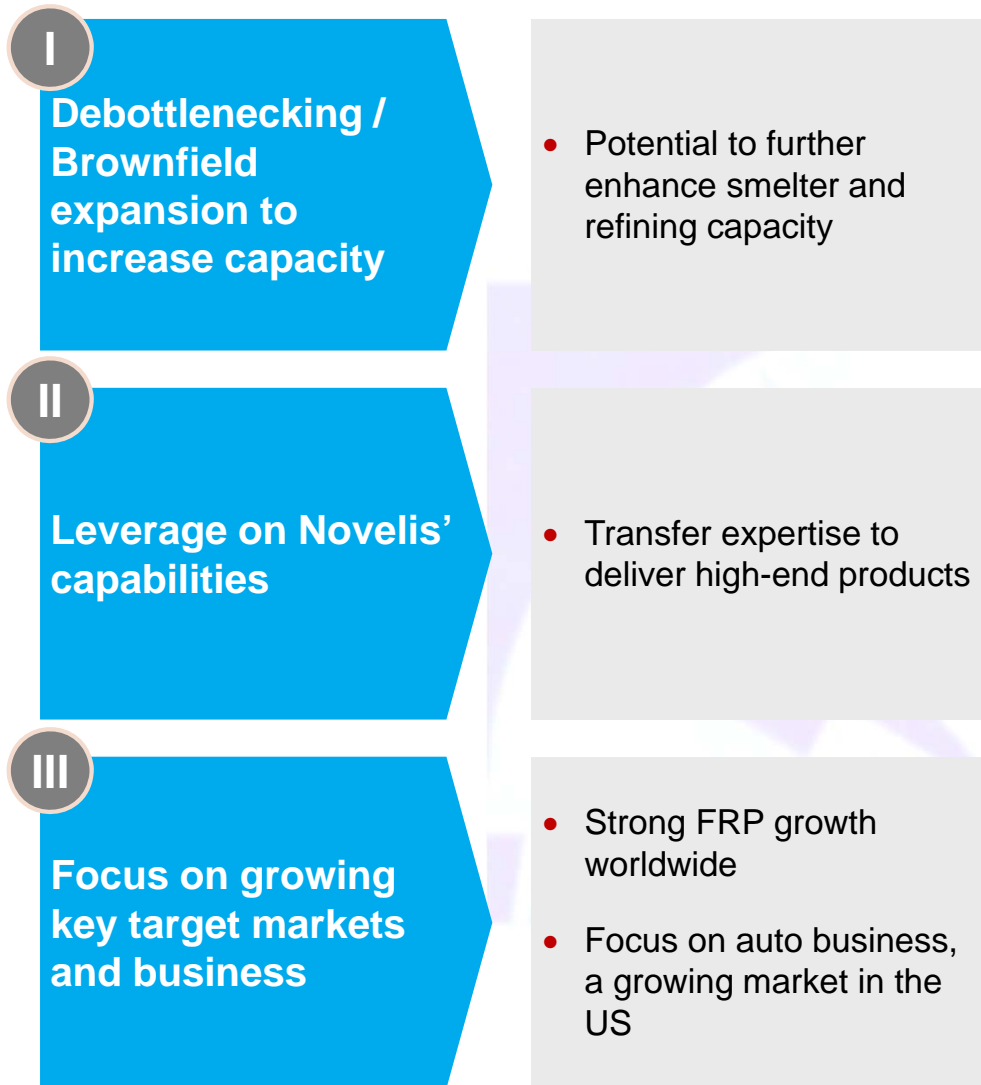 I
Debottlenecking /
Brownfield
expansion to
increase capacity
• Potential to further
enhance smelter and
refining capacity
II
Leverage on Novelis’
capabilities
• Transfer expertise to
deliver high-end products
III
Focus on growing
key target markets
and business
• Strong FRP growth
worldwide
• Focus on auto business,
a growing market in the
US